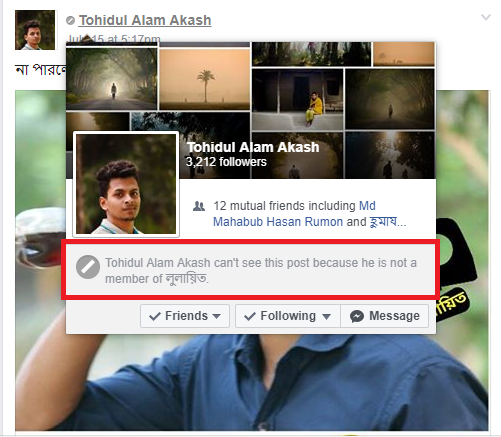 Tohidul Alam Akash
July 15 at 5:17pm
না পারলে
Tohidul Alam Akash
3,212 followers
12 mutual friends including Md
Mahabub Hasan Rumon and হুমায...
Tohidul Alam Akash can't see this post because he is not a
member of লুলায়িত.
Friends
Following
Message